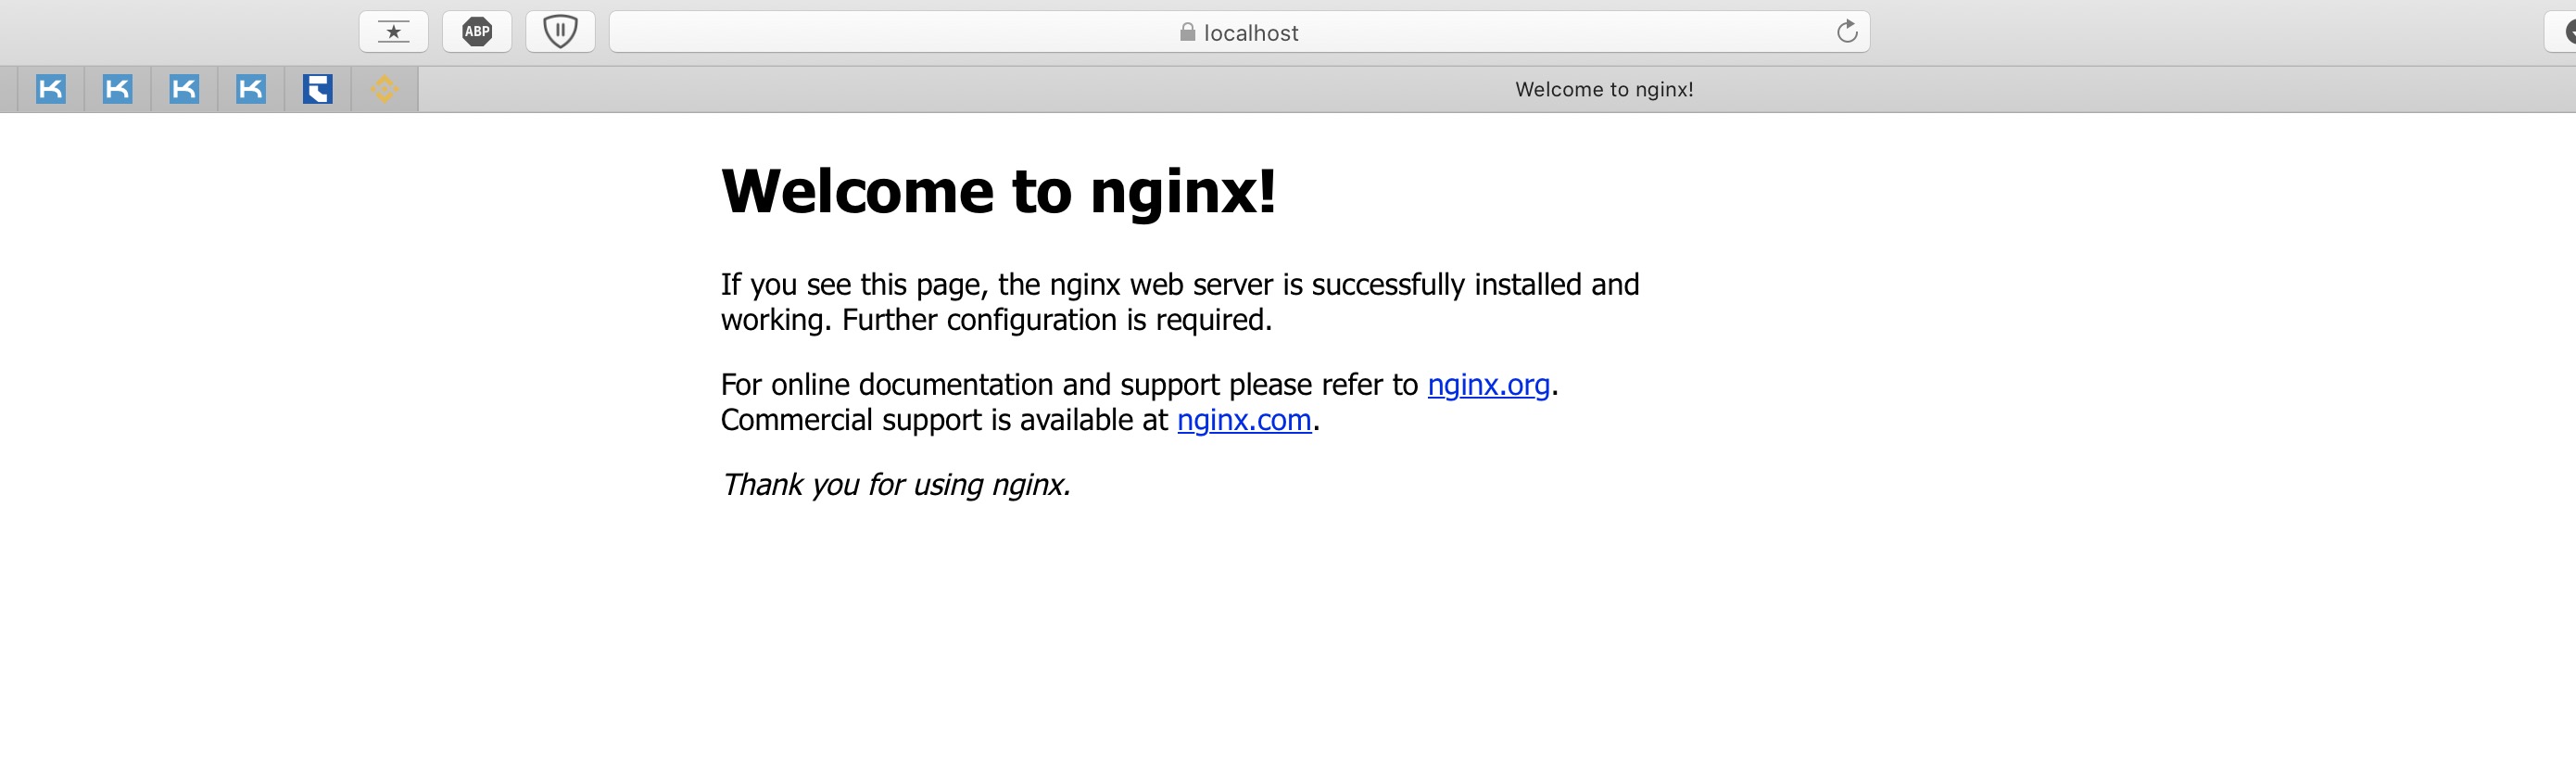 ABP
localhost
Welcome to nginx!
Welcome to nginx!
If you see this page, the nginx web server is successfully installed and
working. Further configuration is required.
For online documentation and support please refer to nginx.org.
Commercial support is available at nginx.com.
Thank you for using nginx.